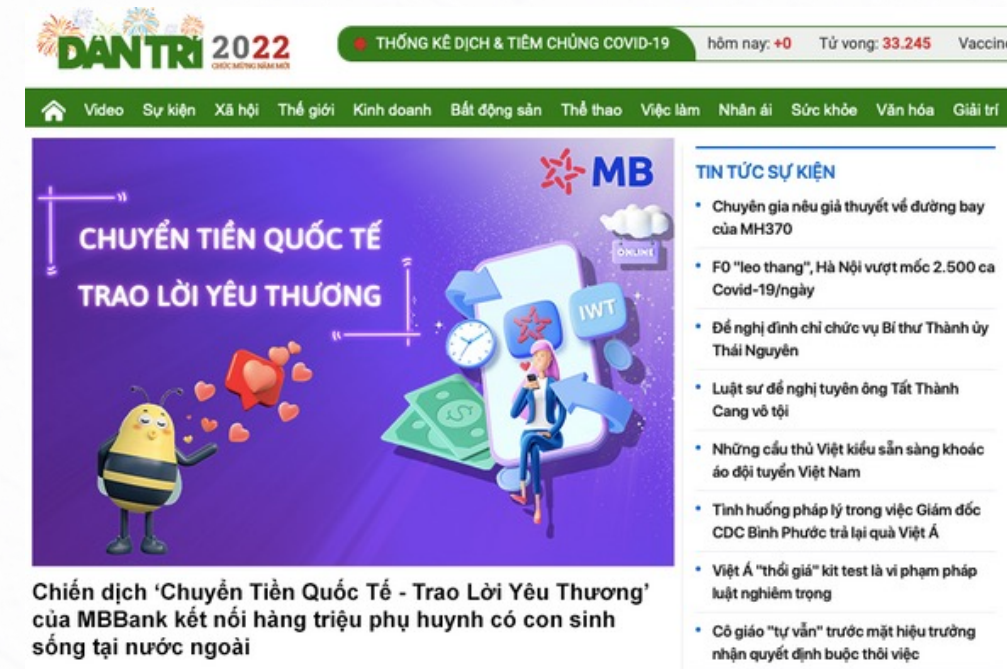 DÂN TRÍ 2022
CHÚC MỪNG NĂM MỚI
THỐNG KÊ DỊCH & TIÊM CHỦNG COVID-19
hôm nay: +0 Tử vong: 33.245
Video Sự kiện Xã hội Thế giới Kinh doanh Bất động sản Thể thao Việc làm Nhân ái Sức khỏe Văn hóa Giải trí
MB
CHUYỂN TIỀN QUỐC TẾ
TRAO LỜI YÊU THƯƠNG
ONLINE
IWT
Chiến dịch ‘Chuyển Tiền Quốc Tế - Trao Lời Yêu Thương’
của MBBank kết nối hàng triệu phụ huynh có con sinh
sống tại nước ngoài
TIN TỨC SỰ KIỆN
Chuyên gia nêu giả thuyết về đường bay
của MH370
F0 "leo thang", Hà Nội vượt mốc 2.500 ca
Covid-19/ngày
Đề nghị đình chỉ chức vụ Bí thư Thành ủy
Thái Nguyên
Luật sư đề nghị tuyên ông Tất Thành
Cang vô tội
Những cầu thủ Việt kiều sẵn sàng khoác
áo đội tuyển Việt Nam
Tình huống pháp lý trong việc Giám đốc
CDC Bình Phước trả lại quà Việt Á
Việt Á "thổi giá" kit test là vi phạm pháp
luật nghiêm trọng
Cô giáo "tự vẫn" trước mặt hiệu trưởng
nhận quyết định buộc thôi việc